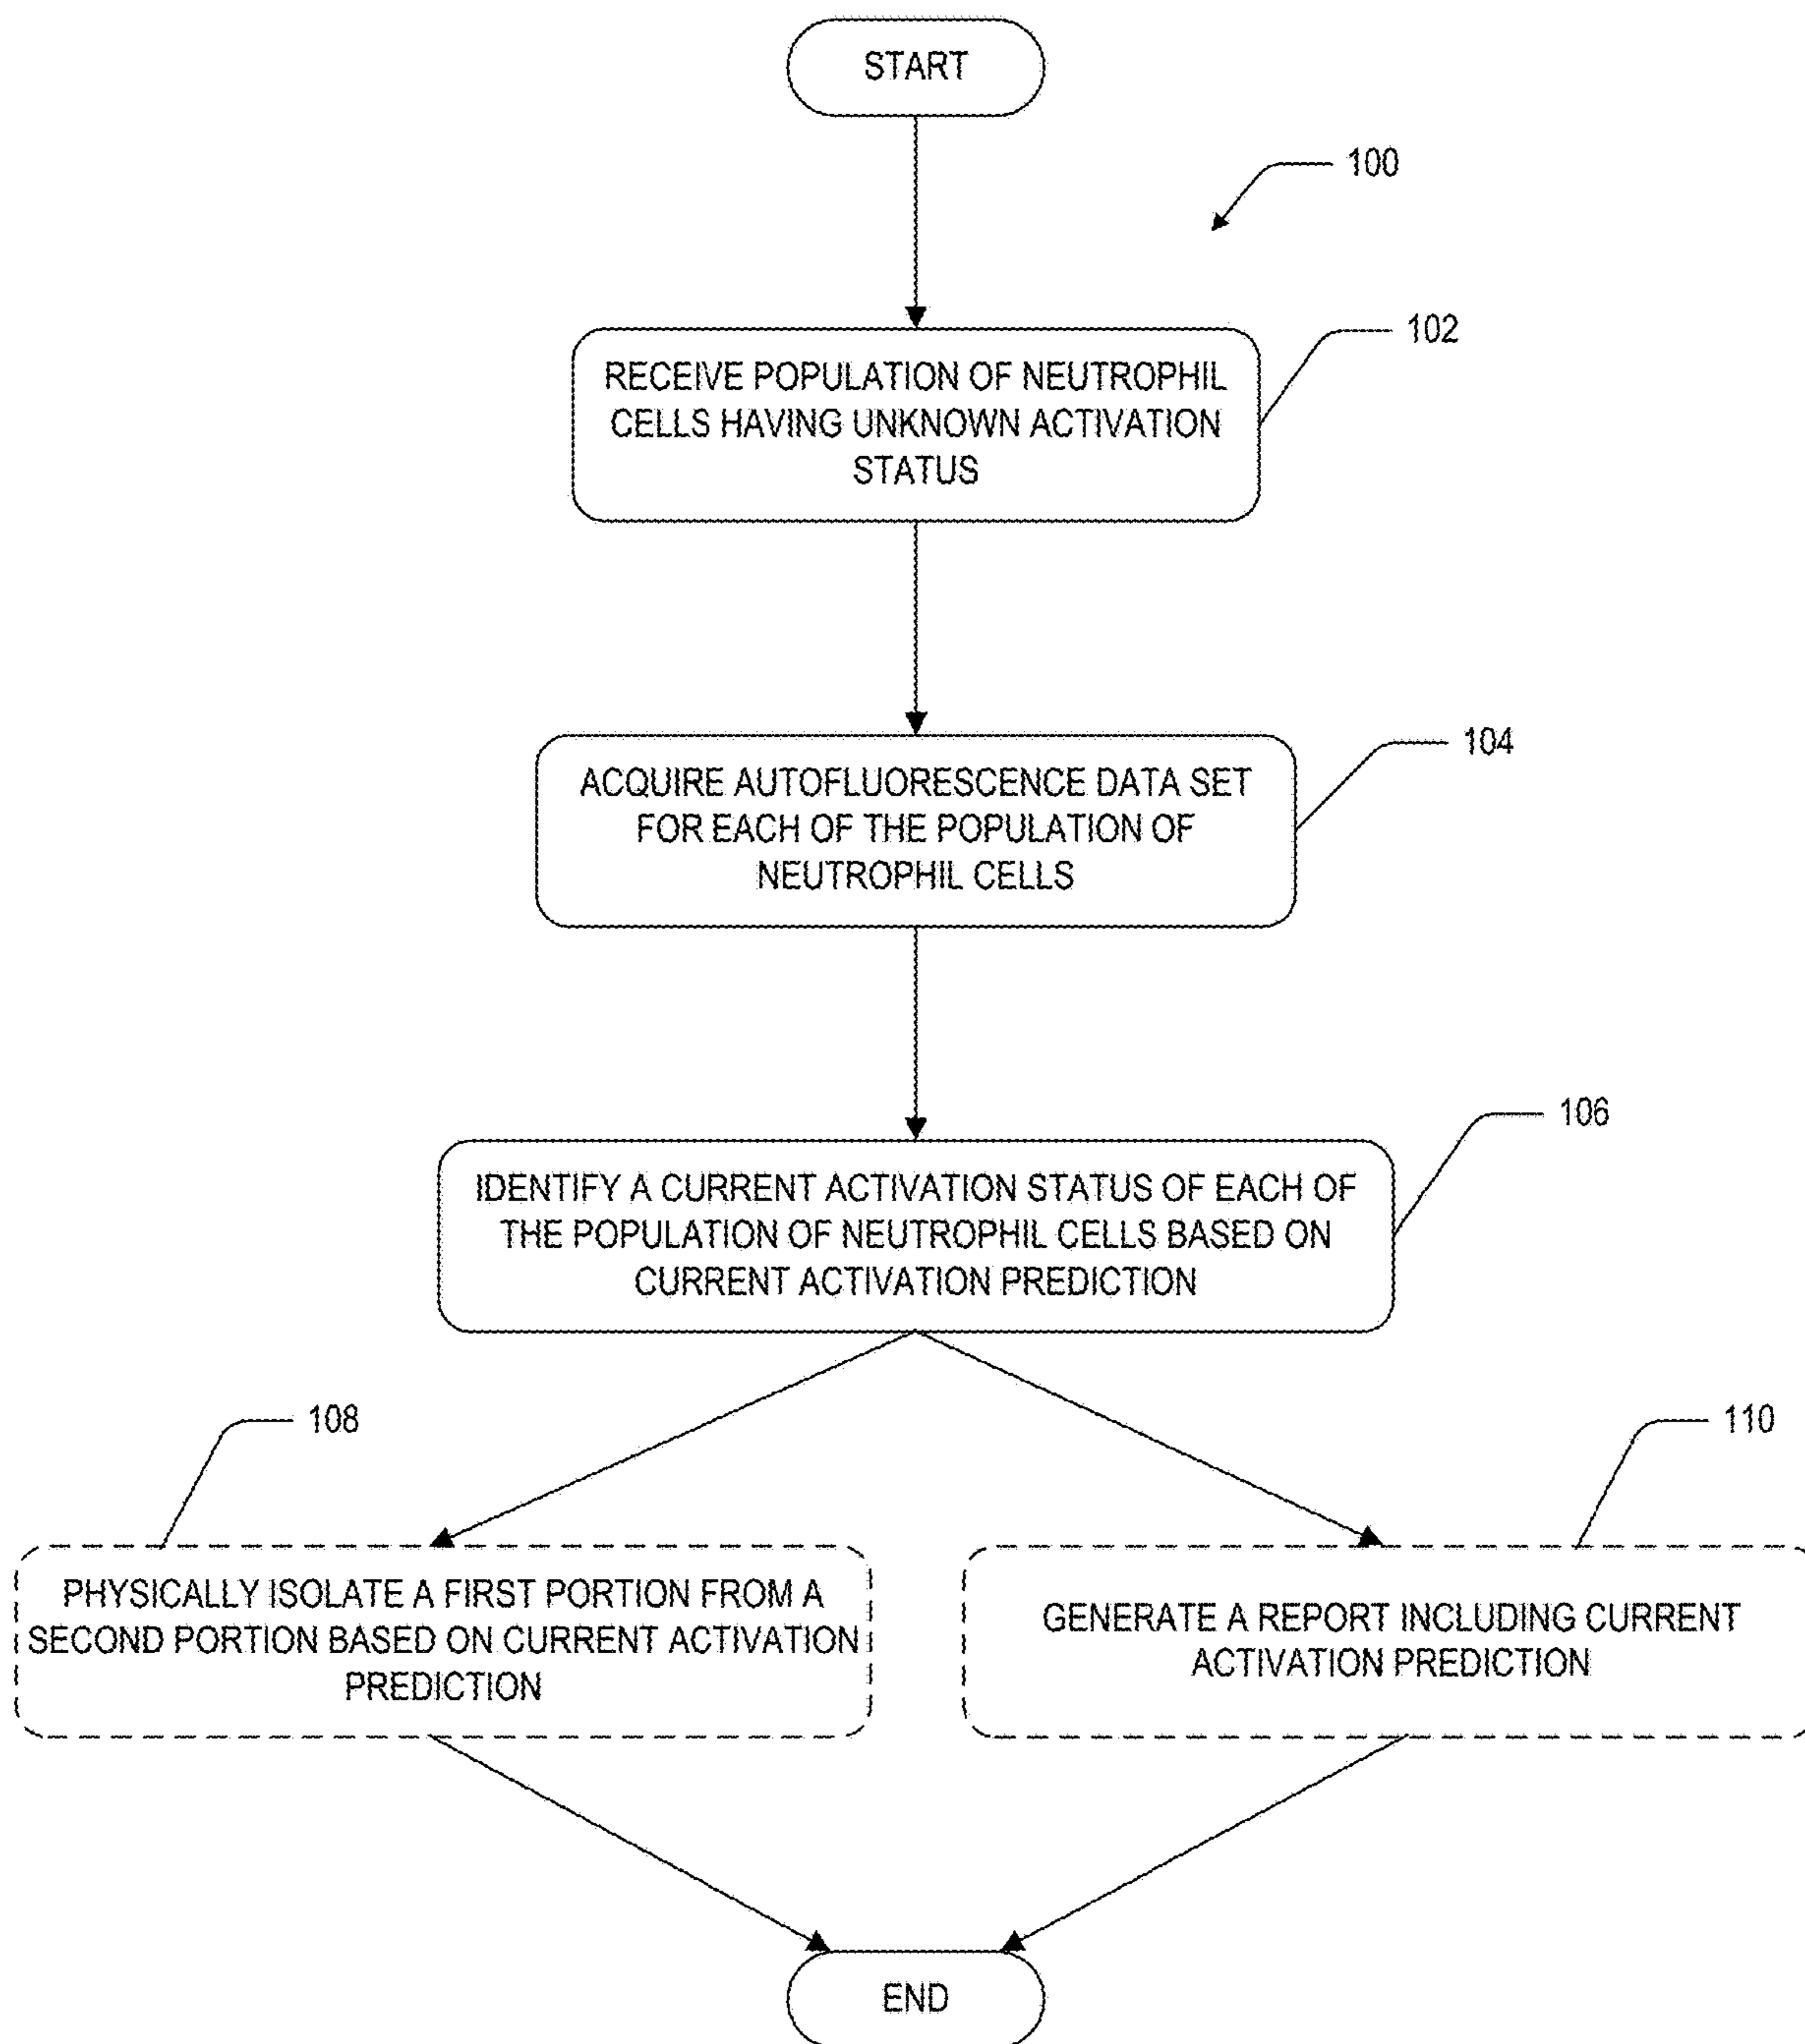 START
100
102
RECEIVE POPULATION OF NEUTROPHIL
CELLS HAVING UNKNOWN ACTIVATION
STATUS
104
ACQUIRE AUTOFLUORESCENCE DATA SET
FOR EACH OF THE POPULATION OF
NEUTROPHIL CELLS
106
IDENTIFY A CURRENT ACTIVATION STATUS OF EACH OF
THE POPULATION OF NEUTROPHIL CELLS BASED ON
CURRENT ACTIVATION PREDICTION
108
110
PHYSICALLY ISOLATE A FIRST PORTION FROM A
SECOND PORTION BASED ON CURRENT ACTIVATION
PREDICTION
GENERATE A REPORT INCLUDING CURRENT
ACTIVATION PREDICTION
END